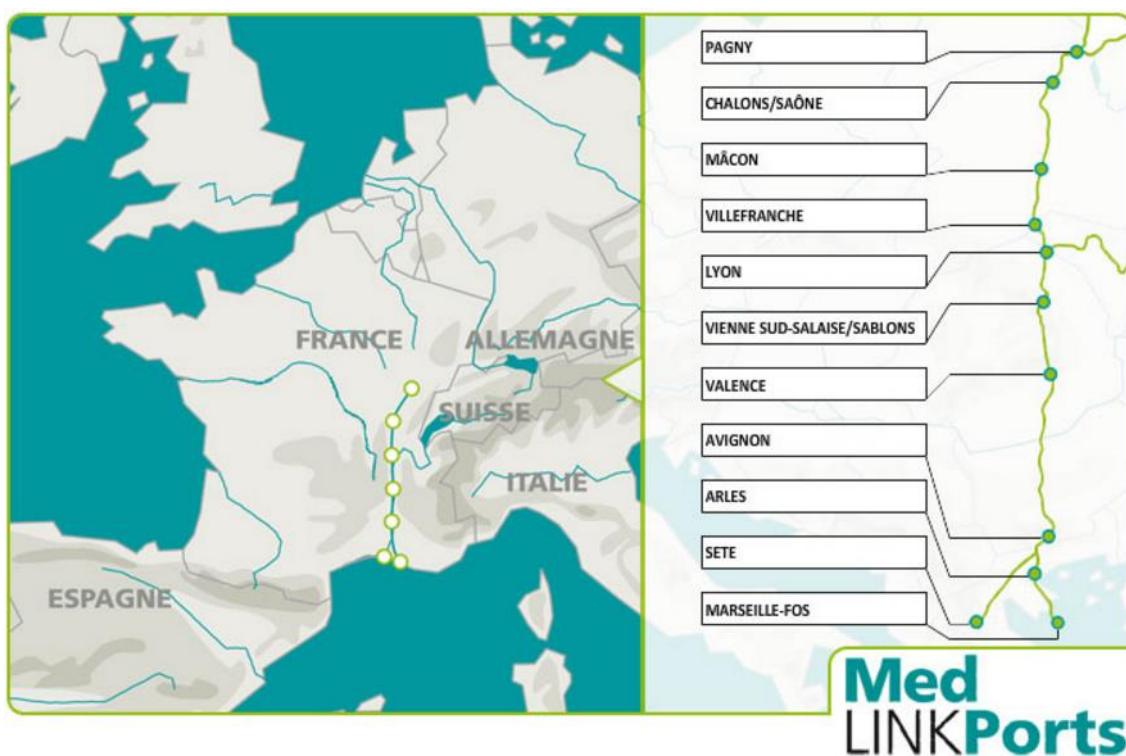 FRANCE
ALLEMAGNE
SUISSE
ITALIE
ESPAGNE
PAGNY
CHALONS/SAÔNE
MÂCON
VILLEFRANCHE
LYON
VIENNE SUD-SALAISE/SABLONS
VALENCE
AVIGNON
ARLES
SETE
MARSEILLE-FOS
Med
LINKPorts